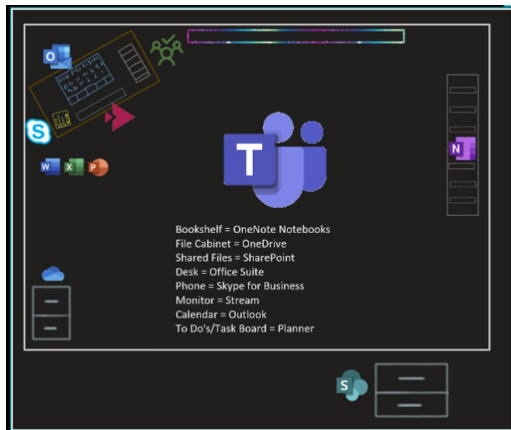 O
S
W
X
P
T
N
Bookshelf = OneNote Notebooks
File Cabinet = OneDrive
Shared Files = SharePoint
Desk = Office Suite
Phone = Skype for Business
Monitor = Stream
Calendar = Outlook
To Do's/Task Board = Planner
S